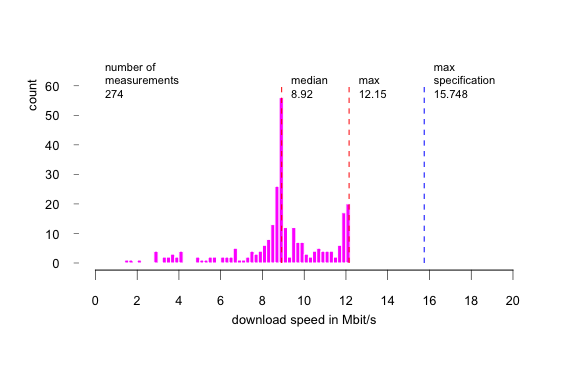 number of
measurements
274
median
8.92
max
12.15
max
specification
15.748
count
60
50
40
30
20
10
0
0 2 4 6 8 10 12 14 16 18 20
download speed in Mbit/s